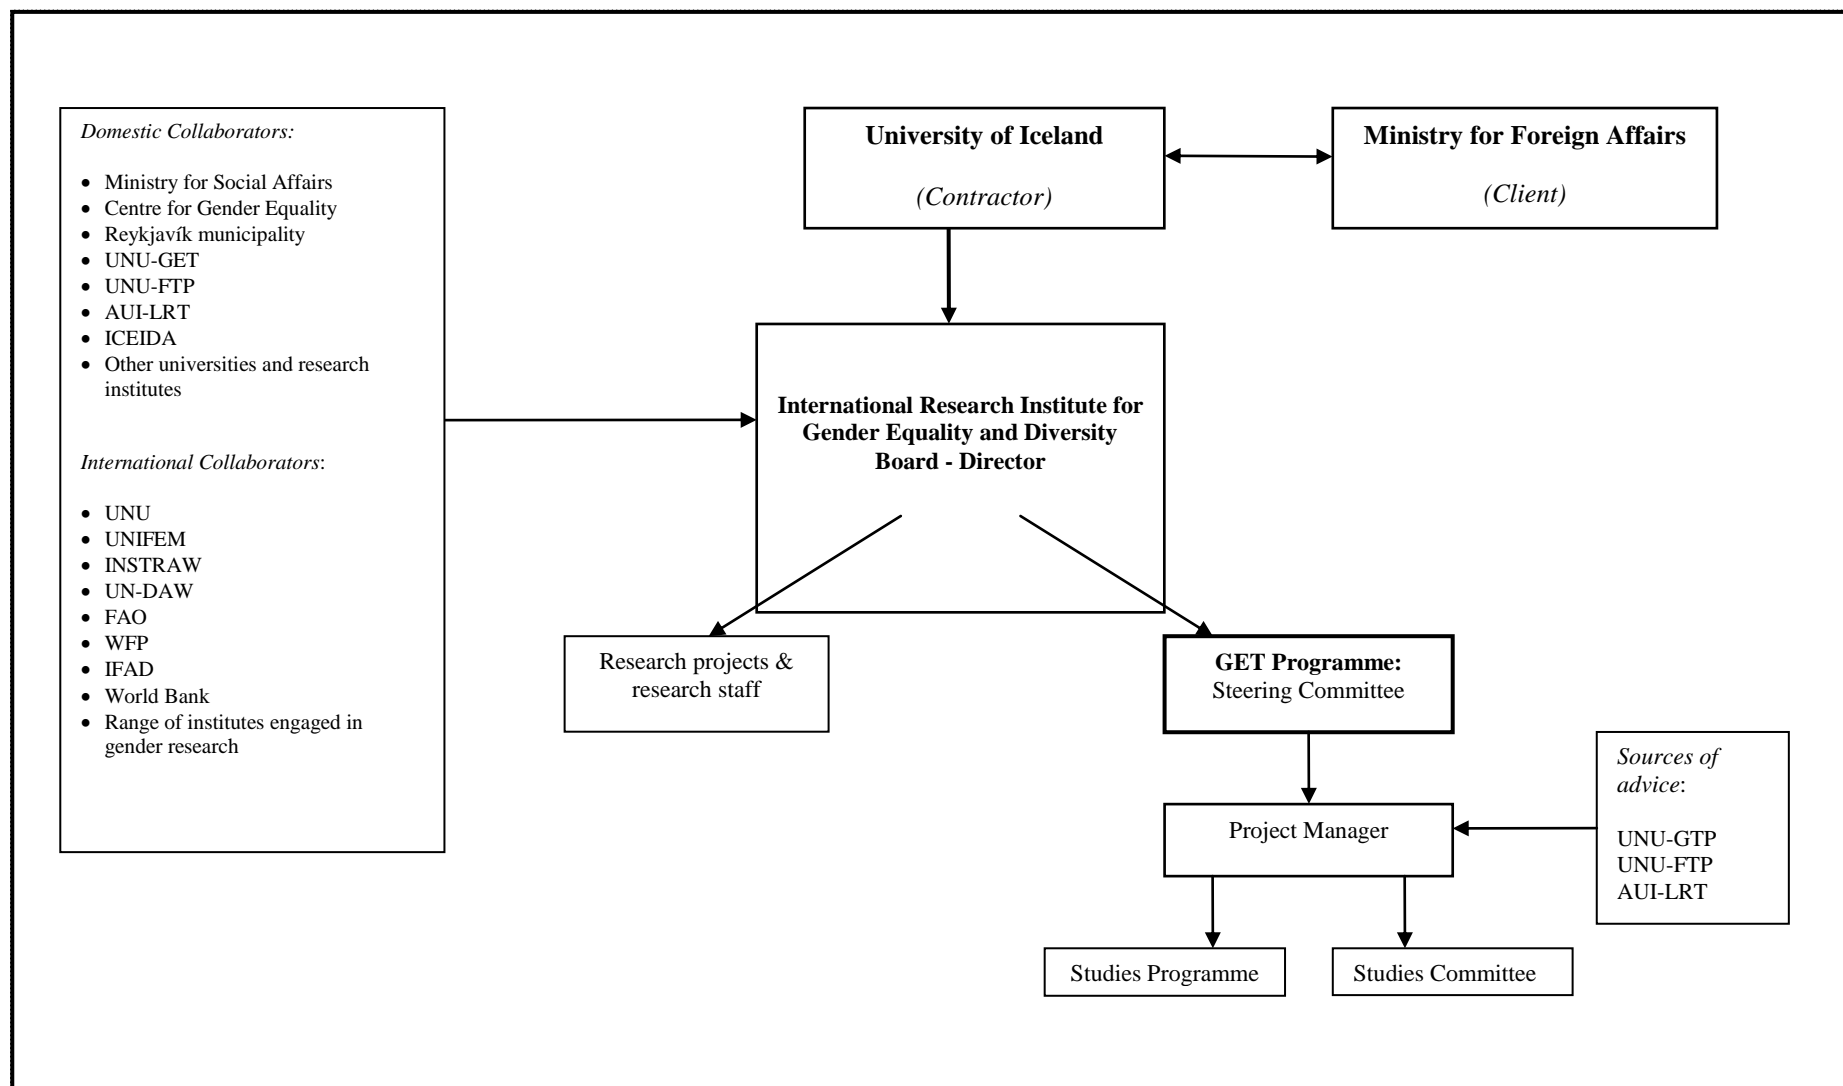 Domestic Collaborators:
• Ministry for Social Affairs
• Centre for Gender Equality
• Reykjavík municipality
• UNU-GET
• UNU-FTP
• AUI-LRT
• ICEIDA
• Other universities and research
institutes
International Collaborators:
• UNU
• UNIFEM
• INSTRAW
• UN-DAW
• FAO
• WFP
• IFAD
• World Bank
• Range of institutes engaged in
gender research
University of Iceland
(Contractor)
Ministry for Foreign Affairs
(Client)
International Research Institute for
Gender Equality and Diversity
Board - Director
Research projects &
research staff
GET Programme:
Steering Committee
Project Manager
Sources of
advice:
UNU-GTP
UNU-FTP
AUI-LRT
Studies Programme
Studies Committee